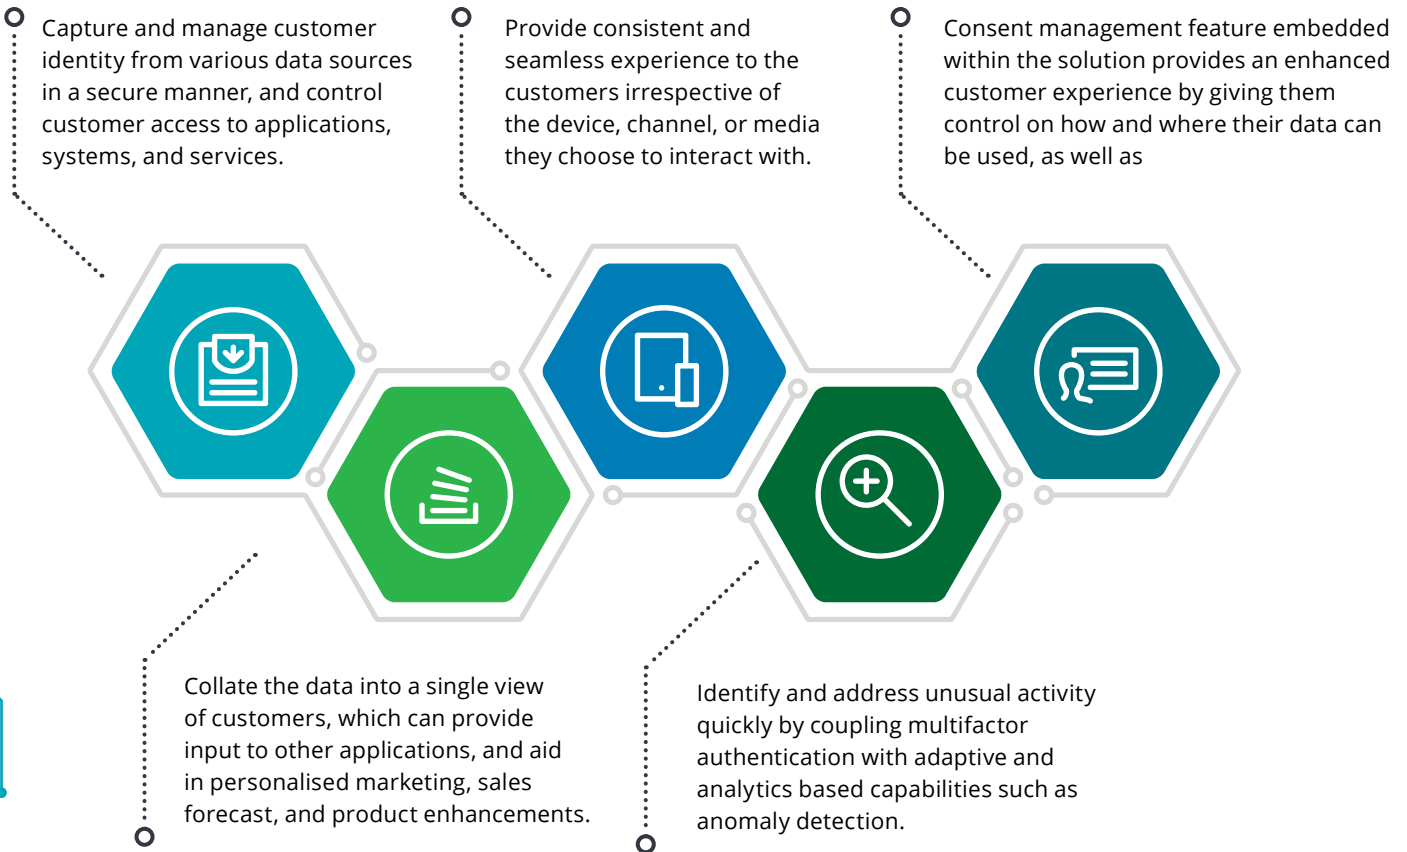 Capture and manage customer
identity from various data sources
in a secure manner, and control
customer access to applications,
systems, and services.
Provide consistent and
seamless experience to the
customers irrespective of
the device, channel, or media
they choose to interact with.
Consent management feature embedded
within the solution provides an enhanced
customer experience by giving them
control on how and where their data can
be used, as well as
Collate the data into a single view
of customers, which can provide
input to other applications, and aid
in personalised marketing, sales
forecast, and product enhancements.
Identify and address unusual activity
quickly by coupling multifactor
authentication with adaptive and
analytics based capabilities such as
anomaly detection.